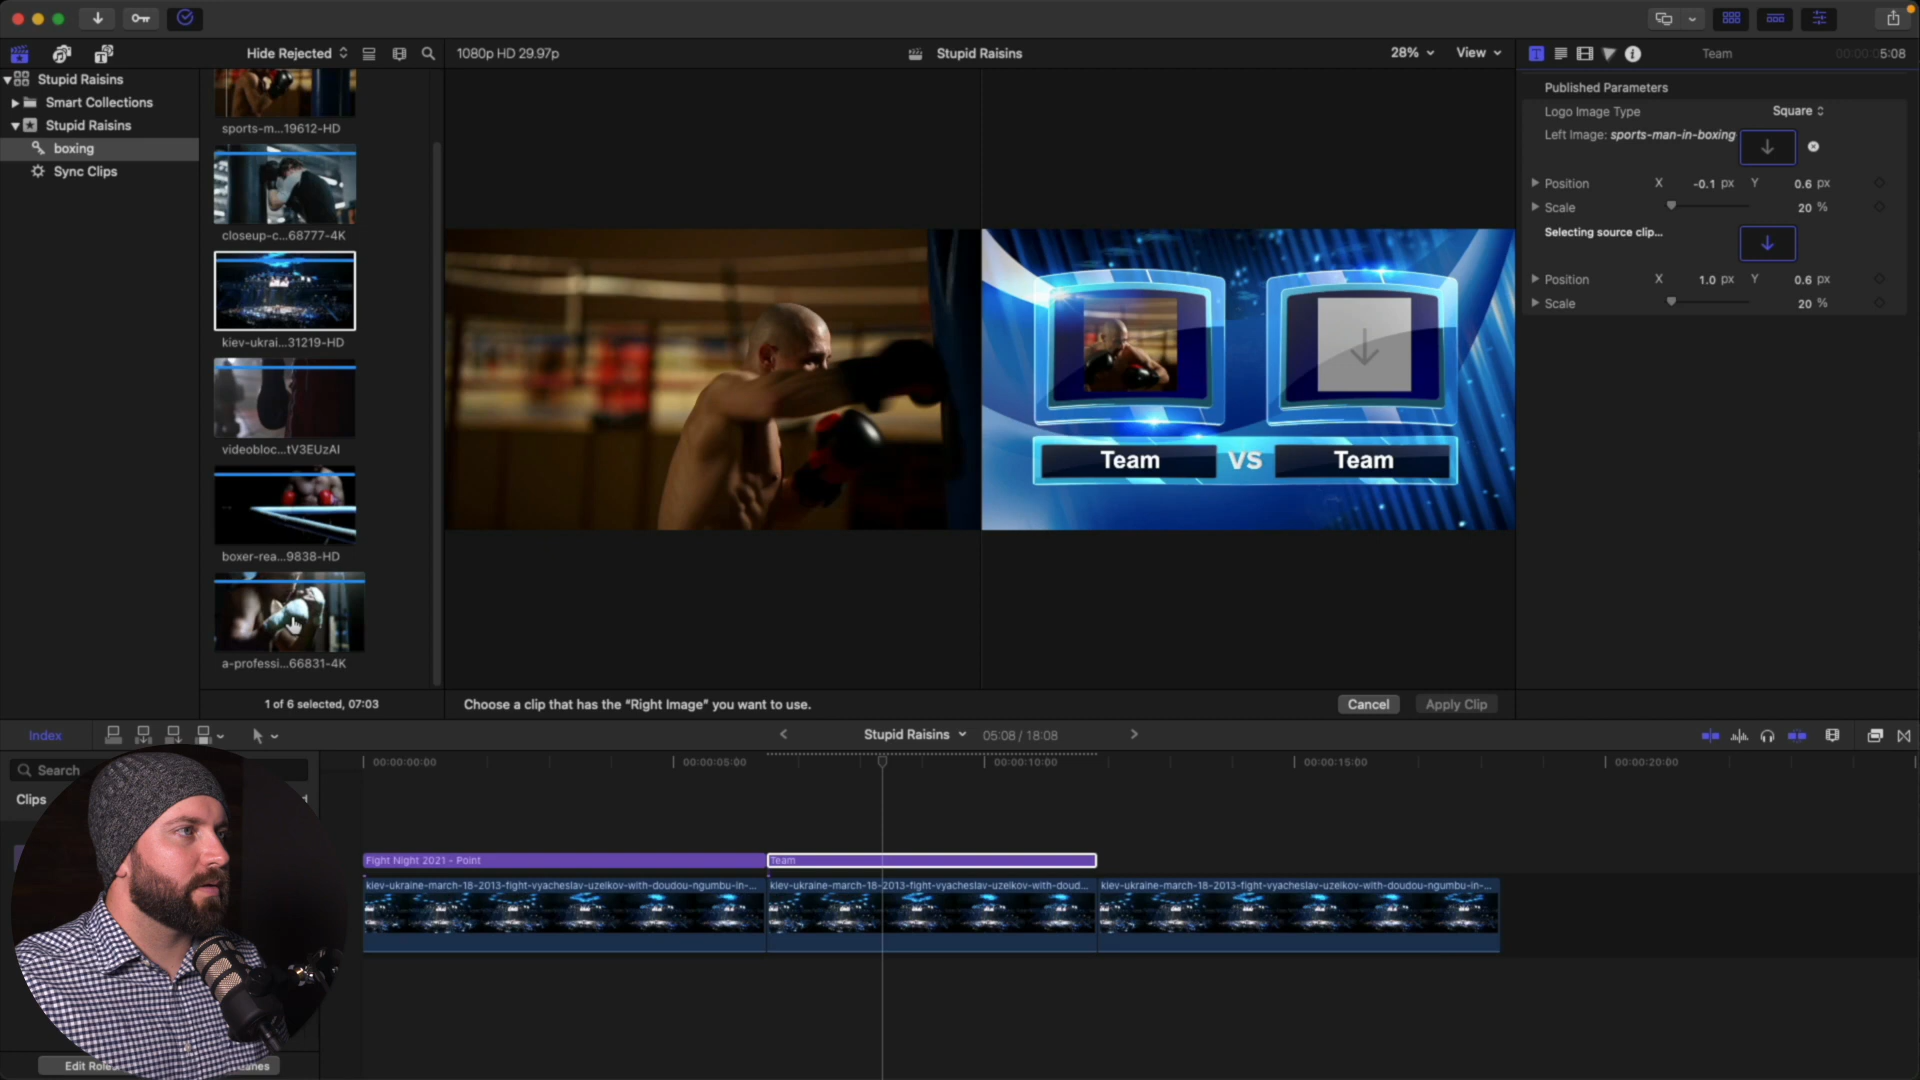 Hide Rejected
1080p HD 29.97p
Stupid Raisins
28%
View
Team
00:00:05:08
Stupid Raisins
Smart Collections
Stupid Raisins
boxing
Sync Clips
sports-m...19612-HD
closeup-c...68777-4K
kiev-ukrai...31219-HD
videobloc...tV3EUzAI
boxer-rea...9838-HD
a-professi...66831-4K
1 of 6 selected, 07:03
Team VS Team
Choose a clip that has the “Right Image” you want to use.
Cancel
Apply Clip
Published Parameters
Logo Image Type
Square
Left Image: sports-man-in-boxing
Position X -0.1 px Y 0.6 px
Scale 20 %
Selecting source clip...
Position X 1.0 px Y 0.6 px
Scale 20 %
Index
Stupid Raisins
05:08 / 18:08
Search
Clips
00:00:00:00
00:00:05:00
00:00:10:00
00:00:15:00
00:00:20:00
Fight Night 2021 - Point
Team
kiev-ukraine-march-18-2013-fight-vyacheslav-uzelkov-with-doudou-ngumbu-in-...
kiev-ukraine-march-18-2013-fight-vyacheslav-uzelkov-with-doud...
kiev-ukraine-march-18-2013-fight-vyacheslav-uzelkov-with-doudou-ngumbu-in-...
Edit Role